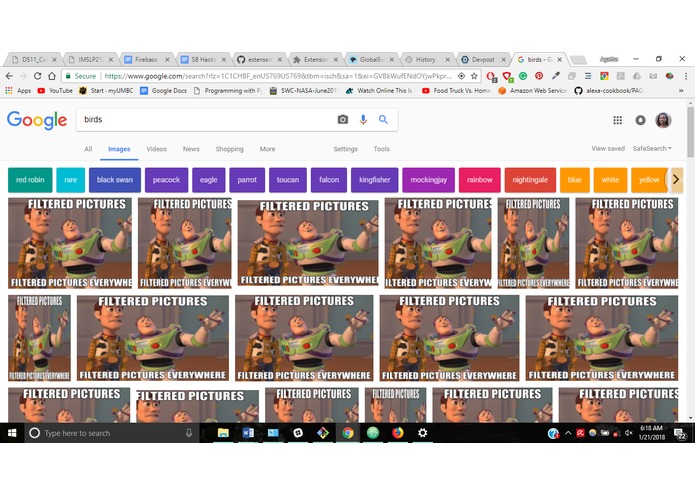 DS11_Co IMSLP21 Firebase SB Hack estensen Extension GlobalEx History Devpost birds - Go Agatha
Secure https://www.google.com/search?rlz=1C1CHBF_enUS769US769&tbm=isch&sa=1&ei=GVBkWufENdOYjwPkpr...
Apps YouTube Start · myUMBC Google Docs Programming with P SWC-NASA-June201 Watch Online This Is Food Truck Vs. Home Amazon Web Service alexa-cookbook/PAG
Google birds
All Images Videos News Shopping More Settings Tools View saved SafeSearch
red robin rare black swan peacock eagle parrot toucan falcon kingfisher mockingjay rainbow nightingale blue white yellow
FILTERED PICTURES FILTERED PICTURES FILTERED PICTURES FILTERED PICTURES FILTERED PICTURES FILTERED PICTURES
FILTERED PICTURES EVERYWHERE FILTERED PICTURES EVERYWHERE FILTERED PICTURES EVERYWHERE FILTERED PICTURES EVERYWHERE FILTERED PICTURES EVERYWHERE FILTERED PICTURES EVERYWHERE
FILTERED PICTURES FILTERED PICTURES FILTERED PICTURES FILTERED PICTURES FILTERED PICTURES
FILTERED PICTURES EVERYWHERE FILTERED PICTURES EVERYWHERE FILTERED PICTURES EVERYWHERE FILTERED PICTURES EVERYWHERE FILTERED PICTURES EVERYWHERE
FILTERED PICTURES FILTERED PICTURES FILTERED PICTURES FILTERED PICTURES FILTERED PICTURES FILTERED PICTURES
Type here to search 6:18 AM
1/21/2018 22